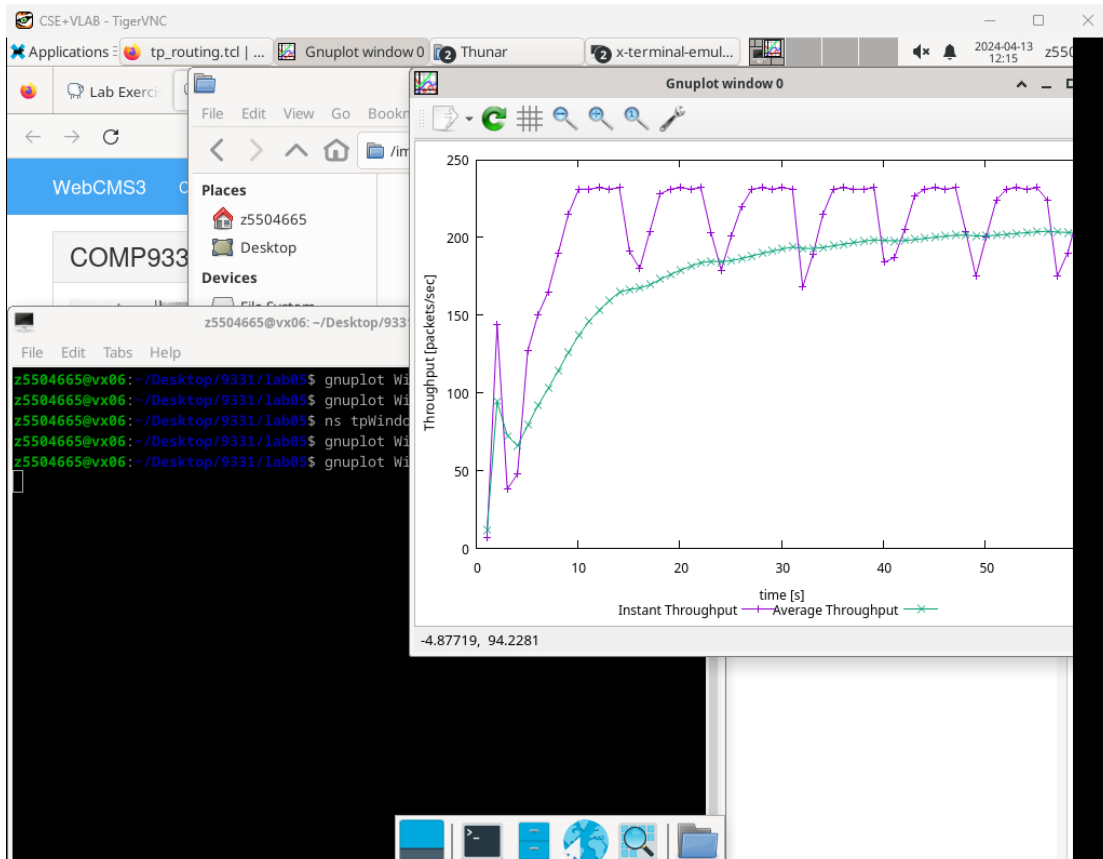 CSE+VLAB - TigerVNC
Applications
tp_routing.tcl | ...
Gnuplot window 0
2 Thunar
2 x-terminal-emul...
2024-04-13
12:15
z550
Lab Exerci
File Edit View Go Bookm
/im
WebCMS3
Places
z5504665
Desktop
Devices
File System
COMP933
Gnuplot window 0
250
200
150
100
50
0
Throughput [packets/sec]
0 10 20 30 40 50
time [s]
Instant Throughput
Average Throughput
-4.87719, 94.2281
z5504665@vx06: ~/Desktop/933
File Edit Tabs Help
z5504665@vx06:~/Desktop/9331/lab05$ gnuplot Wi
z5504665@vx06:~/Desktop/9331/lab05$ gnuplot Wi
z5504665@vx06:~/Desktop/9331/lab05$ ns tpWindo
z5504665@vx06:~/Desktop/9331/lab05$ gnuplot Wi
z5504665@vx06:~/Desktop/9331/lab05$ gnuplot Wi